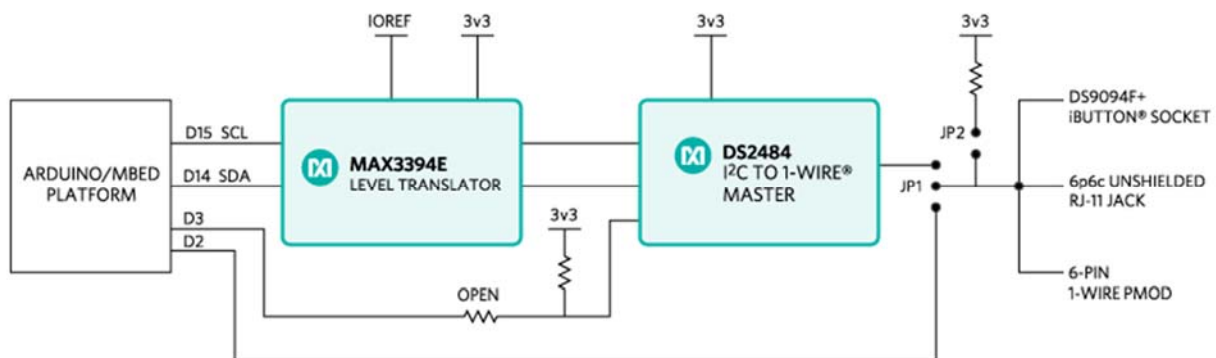 IOREF
3v3
3v3
3v3
ARDUINO/MBED
PLATFORM
D15 SCL
D14 SDA
D3
D2
MAX3394E
LEVEL TRANSLATOR
3v3
OPEN
DS2484
I²C TO 1-WIRE®
MASTER
JP2
JP1
DS9094F+
iBUTTON® SOCKET
6p6c UNSHIELDED
RJ-11 JACK
6-PIN
1-WIRE PMOD